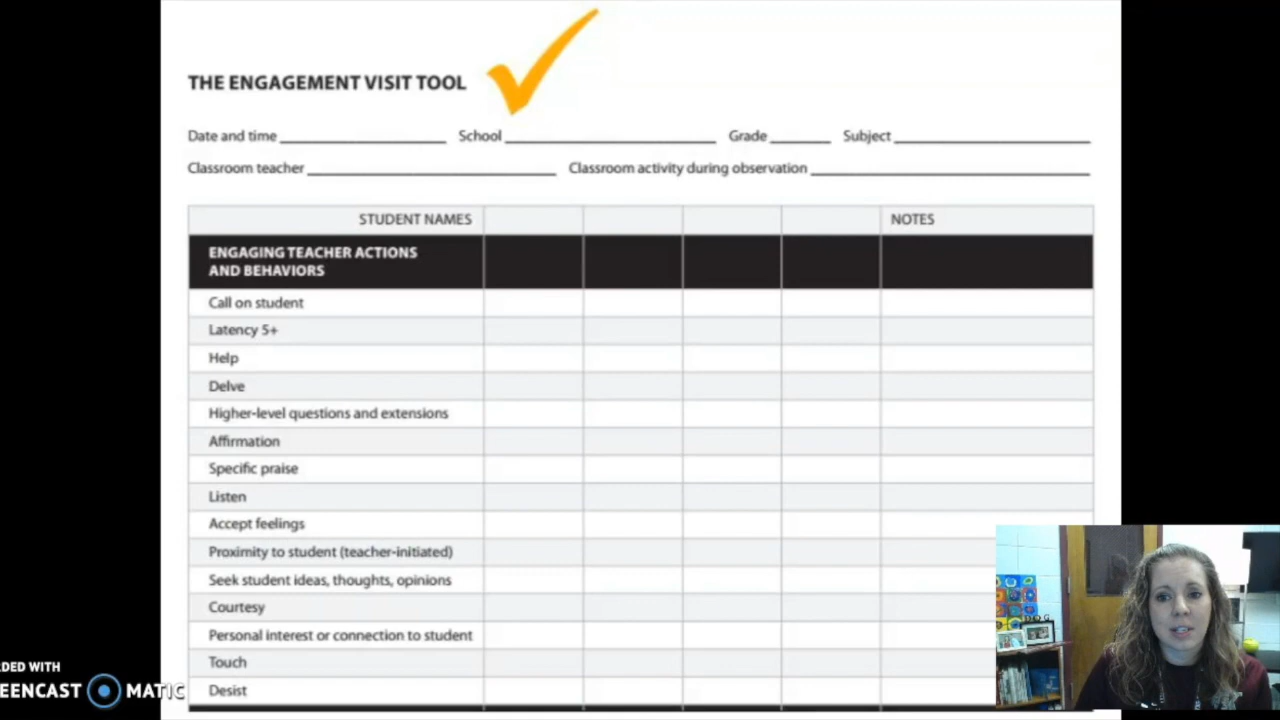 THE ENGAGEMENT VISIT TOOL
Date and time School Grade Subject
Classroom teacher Classroom activity during observation
STUDENT NAMES NOTES
ENGAGING TEACHER ACTIONS
AND BEHAVIORS
Call on student
Latency 5+
Help
Delve
Higher-level questions and extensions
Affirmation
Specific praise
Listen
Accept feelings
Proximity to student (teacher-initiated)
Seek student ideas, thoughts, opinions
Courtesy
Personal interest or connection to student
Touch
Desist
DED WITH
EENCAST MATIC